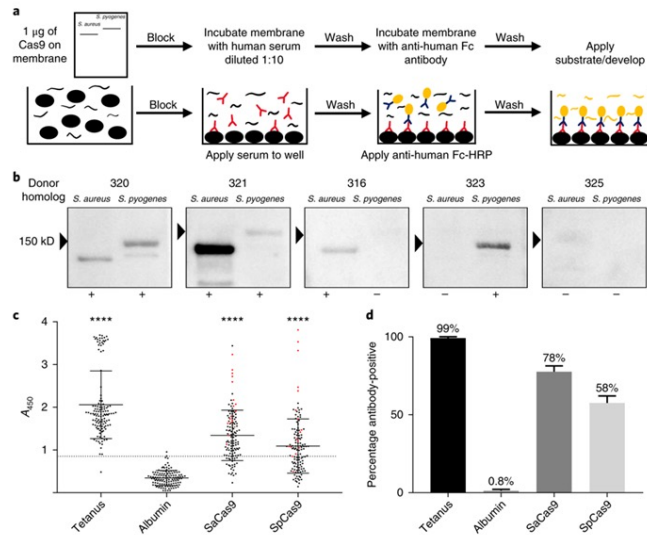 a
1 µg of
Cas9 on
membrane
S. aureus
S. pyogenes
Block
Incubate membrane
with human serum
diluted 1:10
Wash
Incubate membrane
with anti-human Fc
antibody
Wash
Apply
substrate/develop
Block
Apply serum to well
Wash
Apply anti-human Fc-HRP
Wash
b
Donor 320 321 316 323 325
homolog S. aureus S. pyogenes S. aureus S. pyogenes S. aureus S. pyogenes S. aureus S. pyogenes S. aureus S. pyogenes
150 kD
+ + + + + – – + – –
c
**** **** ****
4
3
2
1
0
A450
Tetanus
Albumin
SaCas9
SpCas9
d
Percentage antibody-positive
100
50
0
99%
0.8%
78%
58%
Tetanus
Albumin
SaCas9
SpCas9